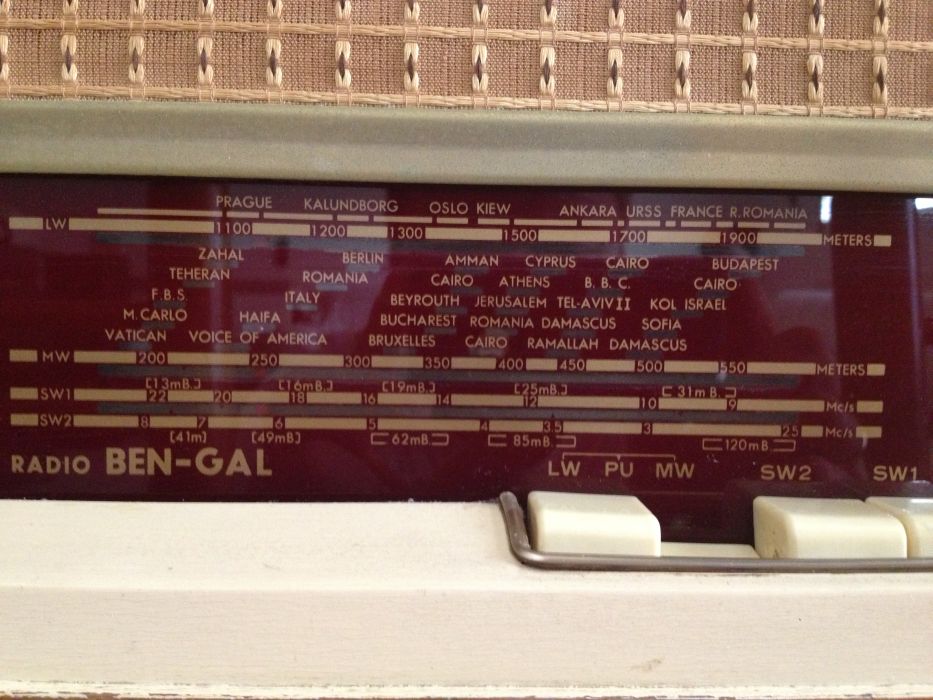 PRAGUE KALUNDBORG OSLO KIEW ANKARA URSS FRANCE R.ROMANIA
LW 1100 1200 1300 1500 1700 1900 METERS
ZAHAL BERLIN AMMAN CYPRUS CAIRO BUDAPEST
TEHERAN ROMANIA CAIRO ATHENS B.B.C. CAIRO
F.B.S. ITALY BEYROUTH JERUSALEM TEL-AVIV II KOL ISRAEL
M.CARLO HAIFA BUCHAREST ROMANIA DAMASCUS SOFIA
VATICAN VOICE OF AMERICA BRUXELLES CAIRO RAMALLAH DAMASCUS
MW 200 250 300 350 400 450 500 550 METERS
[13mB.] [16mB.] [19mB.] [25mB.] [31mB.]
SW1 22 20 18 16 14 12 10 9 Mc/s
SW2 8 7 6 5 4 3.5 3 2.5 Mc/s
[41m] [49mB] [62mB.] [85mB.] [120mB.]
RADIO BEN-GAL LW PU MW SW2 SW1